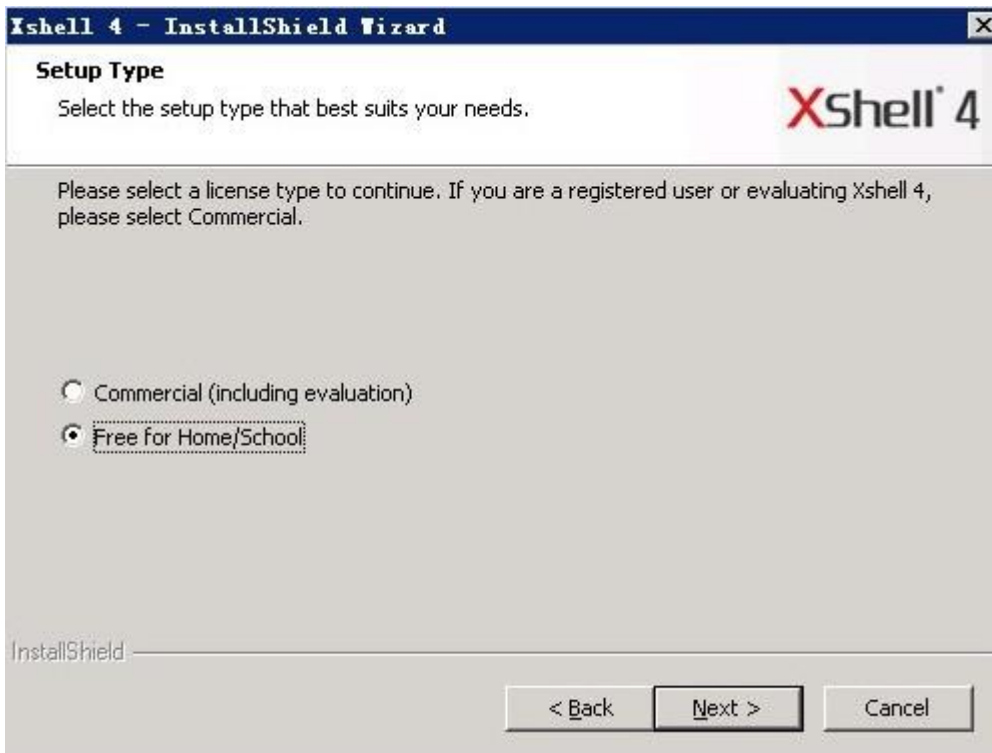 Xshell 4 - InstallShield Wizard
Setup Type
Select the setup type that best suits your needs.
XShell 4
Please select a license type to continue. If you are a registered user or evaluating Xshell 4,
please select Commercial.
Commercial (including evaluation)
Free for Home/School
InstallShield
< Back
Next >
Cancel